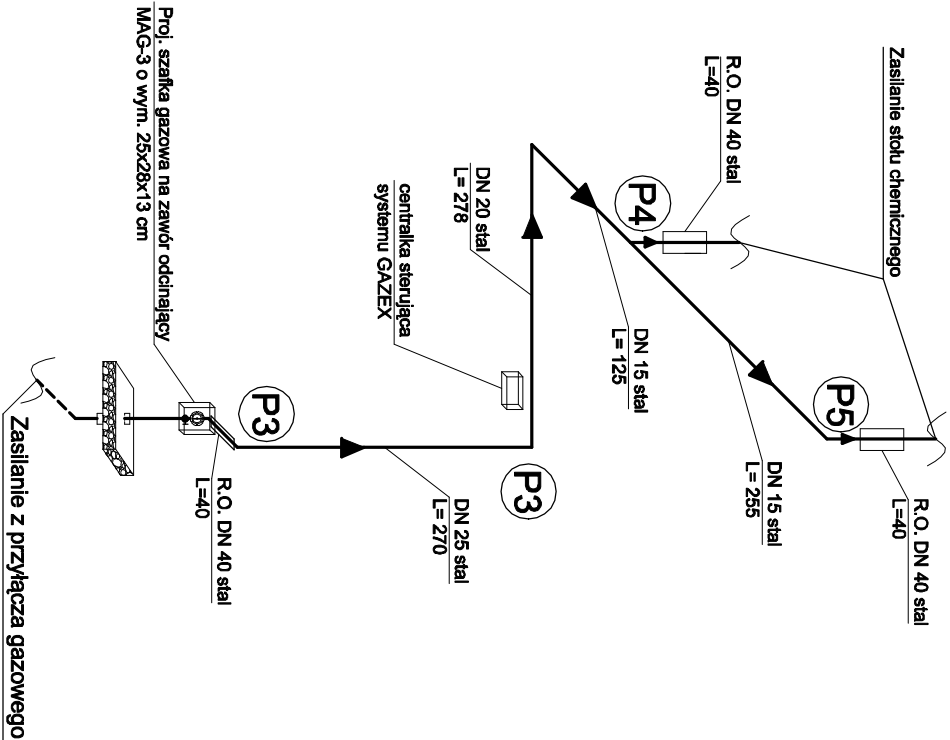 Zasilanie stołu chemicznego
R.O. DN 40 stal
L=40
P4
P5
R.O. DN 40 stal
L=40
DN 15 stal
L= 125
DN 15 stal
L= 255
DN 20 stal
L= 278
centralka sterująca
systemu GAZEX
P3
DN 25 stal
L= 270
P3
R.O. DN 40 stal
L=40
Proj. szafka gazowa na zawór odcinający
MAG-3 o wym. 25x28x13 cm
Zasilanie z przyłącza gazowego